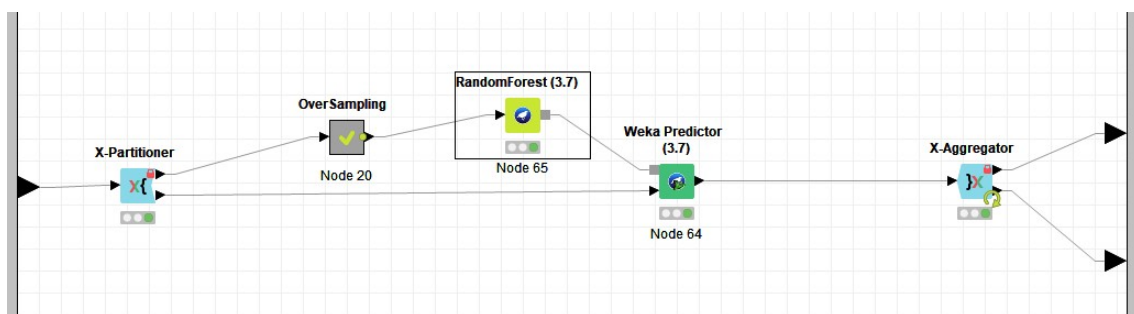 RandomForest (3.7)
OverSampling
Weka Predictor
(3.7)
X-Partitioner
X-Aggregator
Node 20
Node 65
Node 64